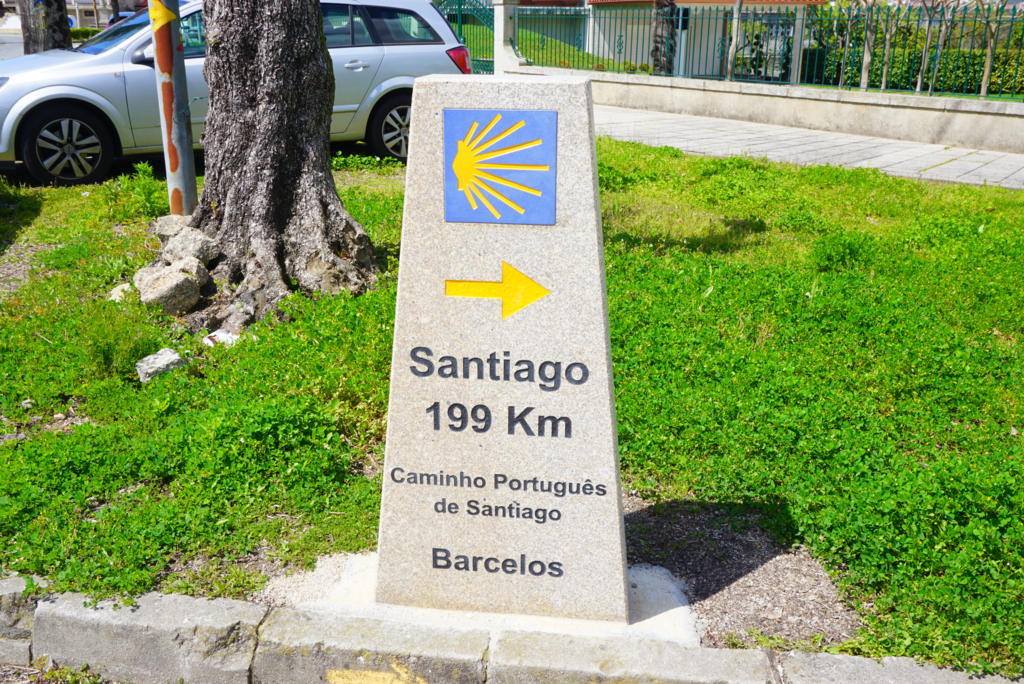 Santiago
199 Km
Caminho Português
de Santiago
Barcelos